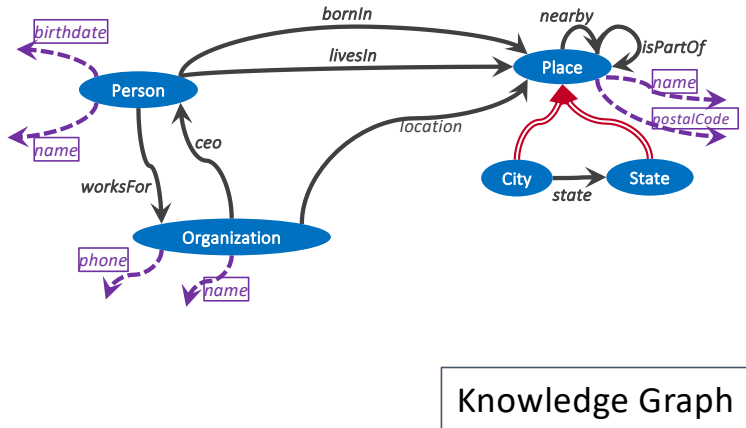 nearby
bornIn
birthdate
isPartOf
livesIn
Place
name
Person
postalCode
location
ceo
name
City
State
worksFor
state
Organization
phone
name
Knowledge Graph